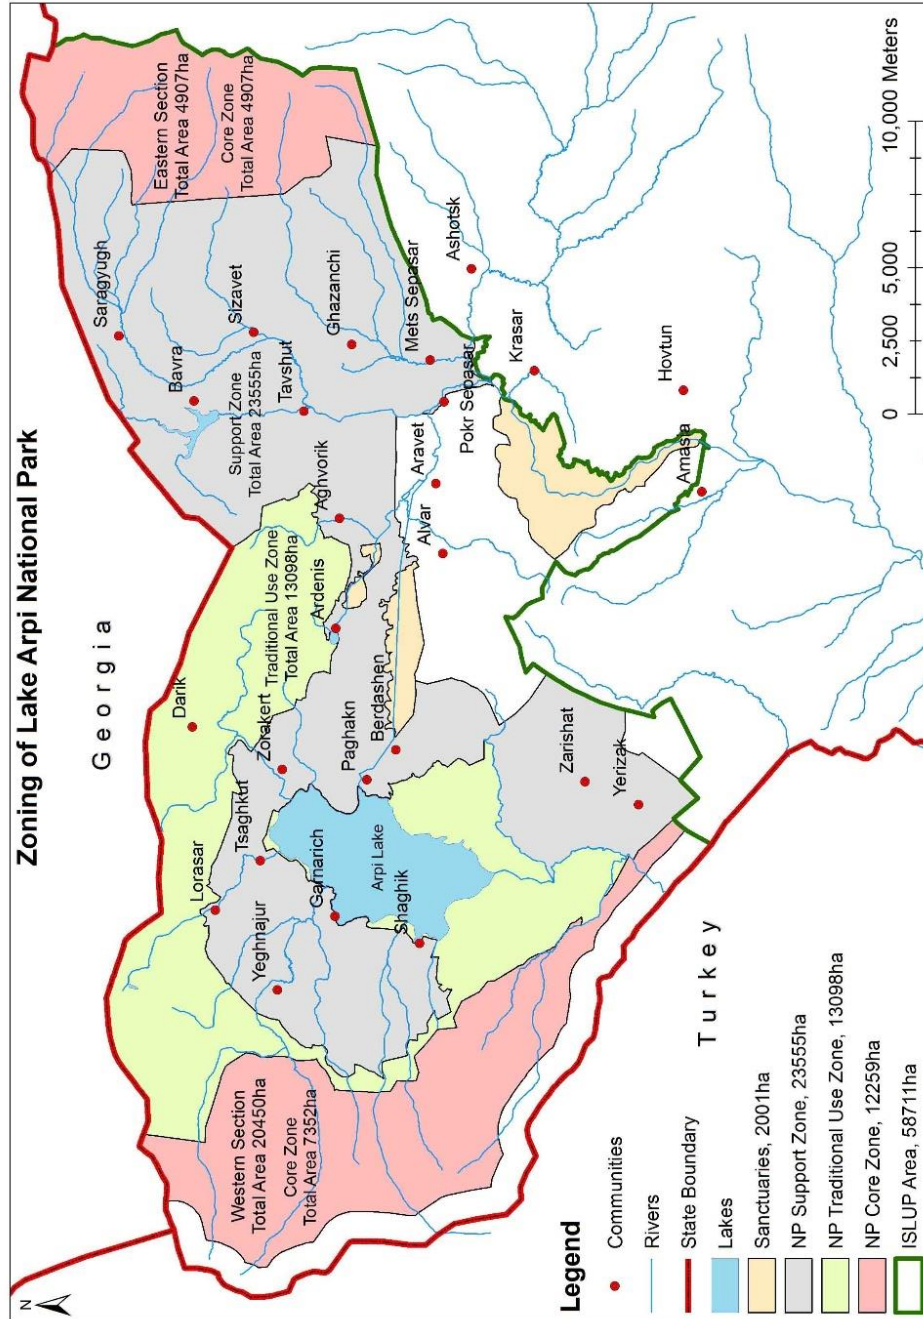 Zoning of Lake Arpi National Park
N
Georgia
Turkey
Western Section
Total Area 20450ha
Core Zone
Total Area 7352ha
Eastern Section
Total Area 4907ha
Core Zone
Total Area 4907ha
Support Zone
Total Area 23555ha
Traditional Use Zone
Total Area 13098ha
Saragyugh
Bavra
Sizavet
Tavshut
Ghazanchi
Mets Sepasar
Ashotsk
Pokr Sepasar
Krasar
Hovtun
Amasia
Aravet
Alvar
Aghvorik
Ardenis
Darik
Zorakert
Berdashen
Paghakn
Tsaghkut
Lorasar
Garnarich
Arpi Lake
Shaghik
Yeghnajur
Zarishat
Yerizak
Legend
Communities
Rivers
State Boundary
Lakes
Sanctuaries, 2001ha
NP Support Zone, 23555ha
NP Traditional Use Zone, 13098ha
NP Core Zone, 12259ha
ISLUP Area, 58711ha
0 2,500 5,000 10,000 Meters